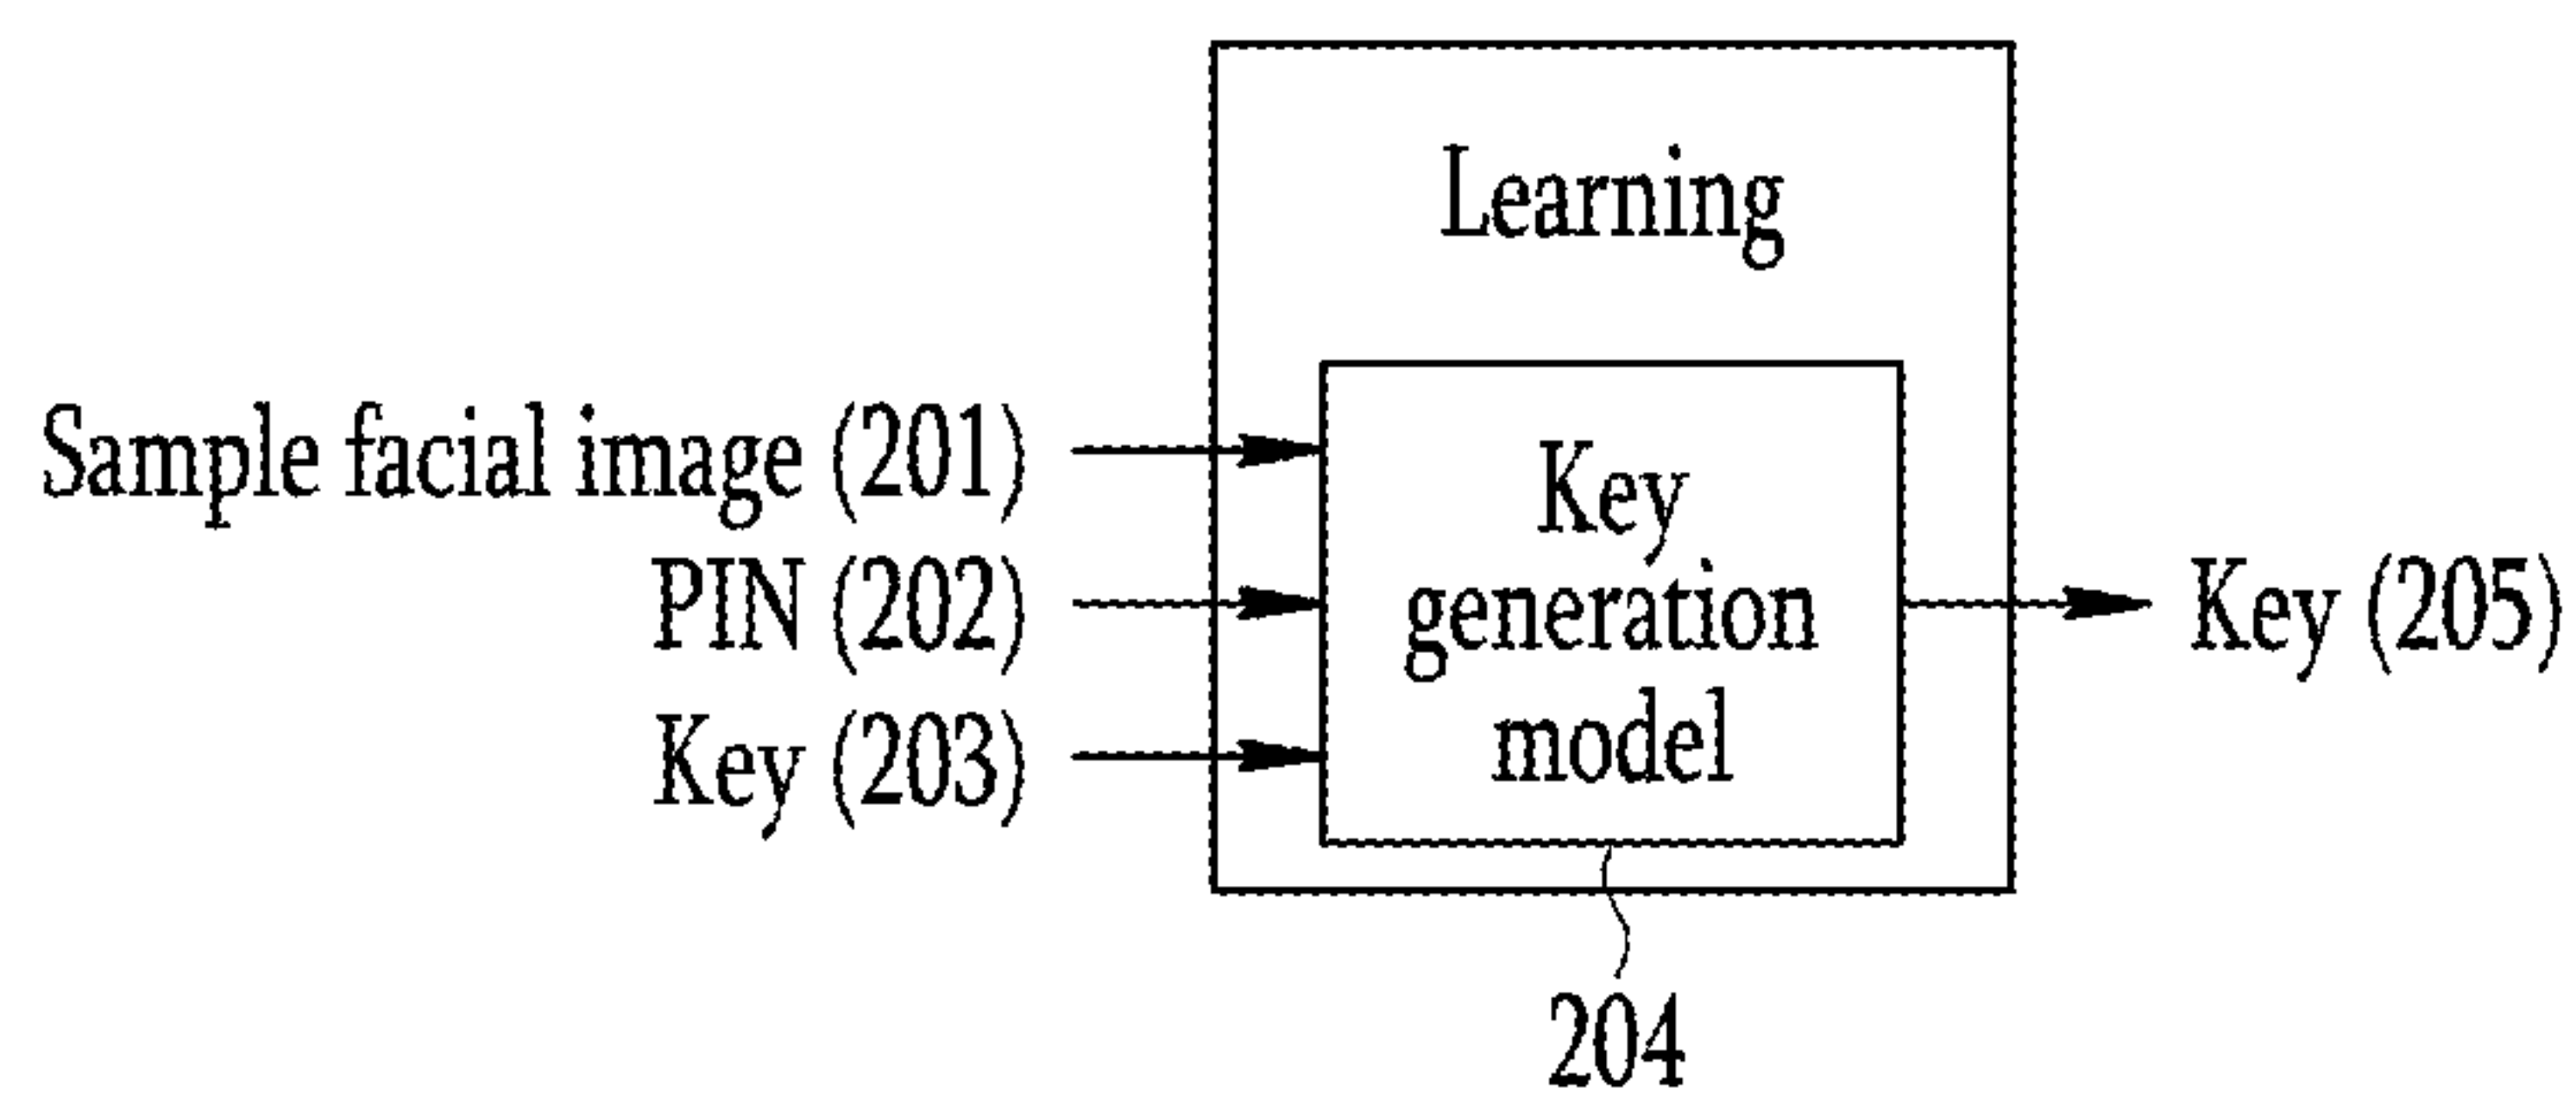 Learning
Sample facial image (201)
PIN (202)
Key (203)
Key
generation
model
Key (205)
204